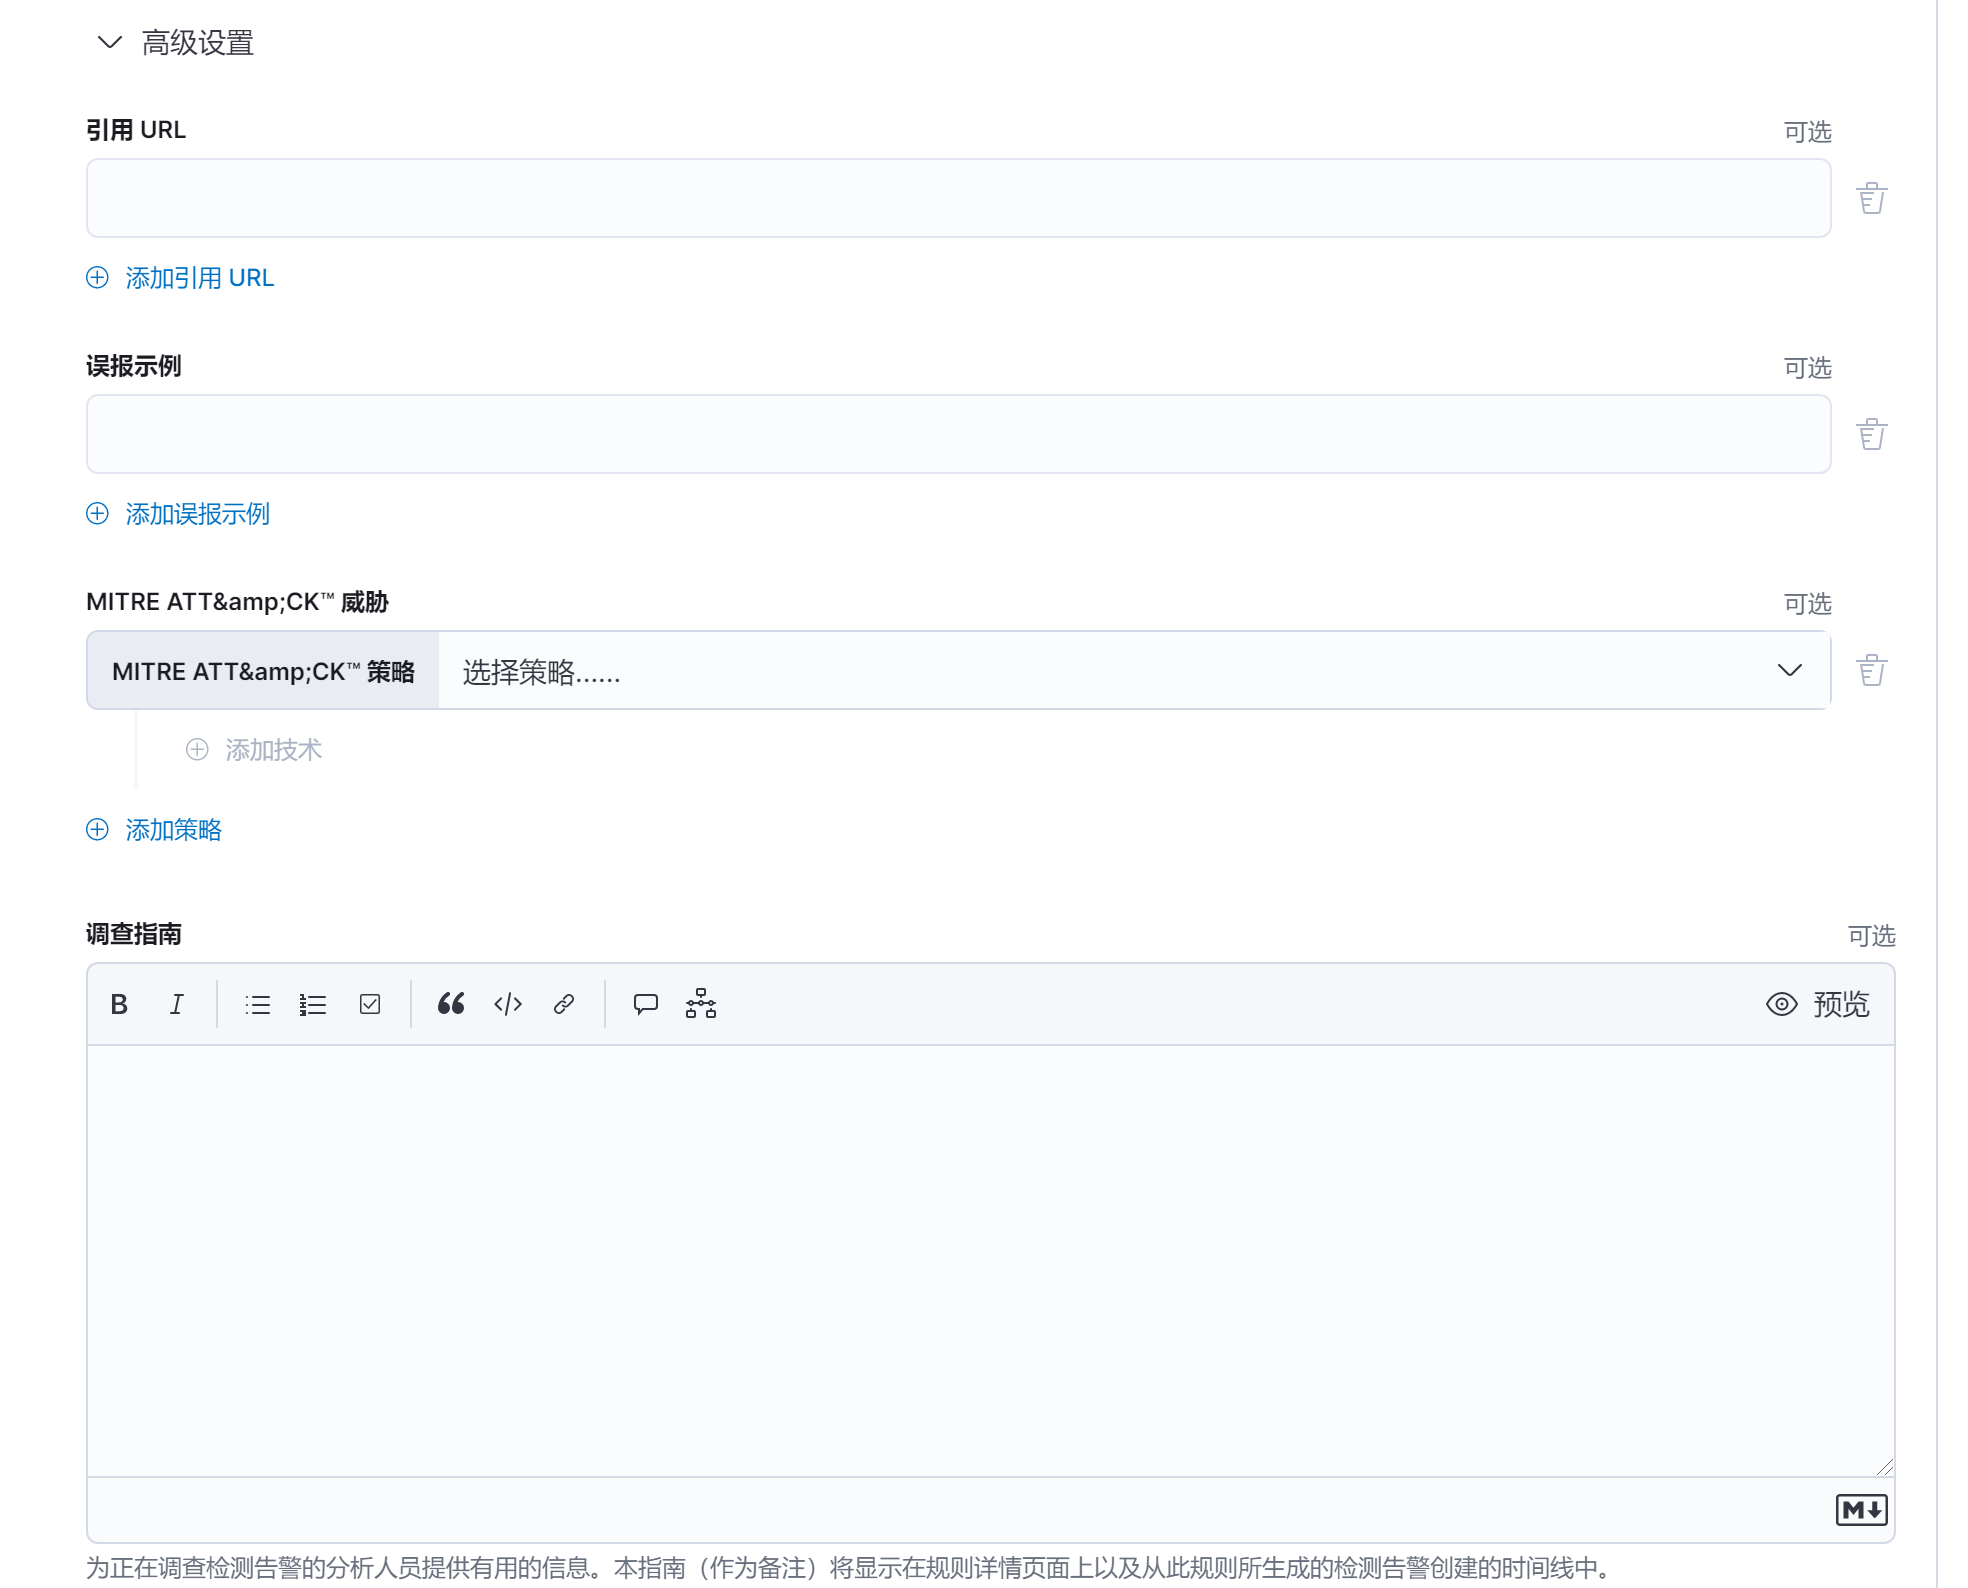 高级设置
引用 URL
可选
添加引用 URL
误报示例
可选
添加误报示例
MITRE ATT&amp;CK™ 威胁
可选
MITRE ATT&amp;CK™ 策略
选择策略......
添加技术
添加策略
调查指南
可选
B I
预览
M
为正在调查检测告警的分析人员提供有用的信息。本指南（作为备注）将显示在规则详情页面上以及从此规则所生成的检测告警创建的时间线中。